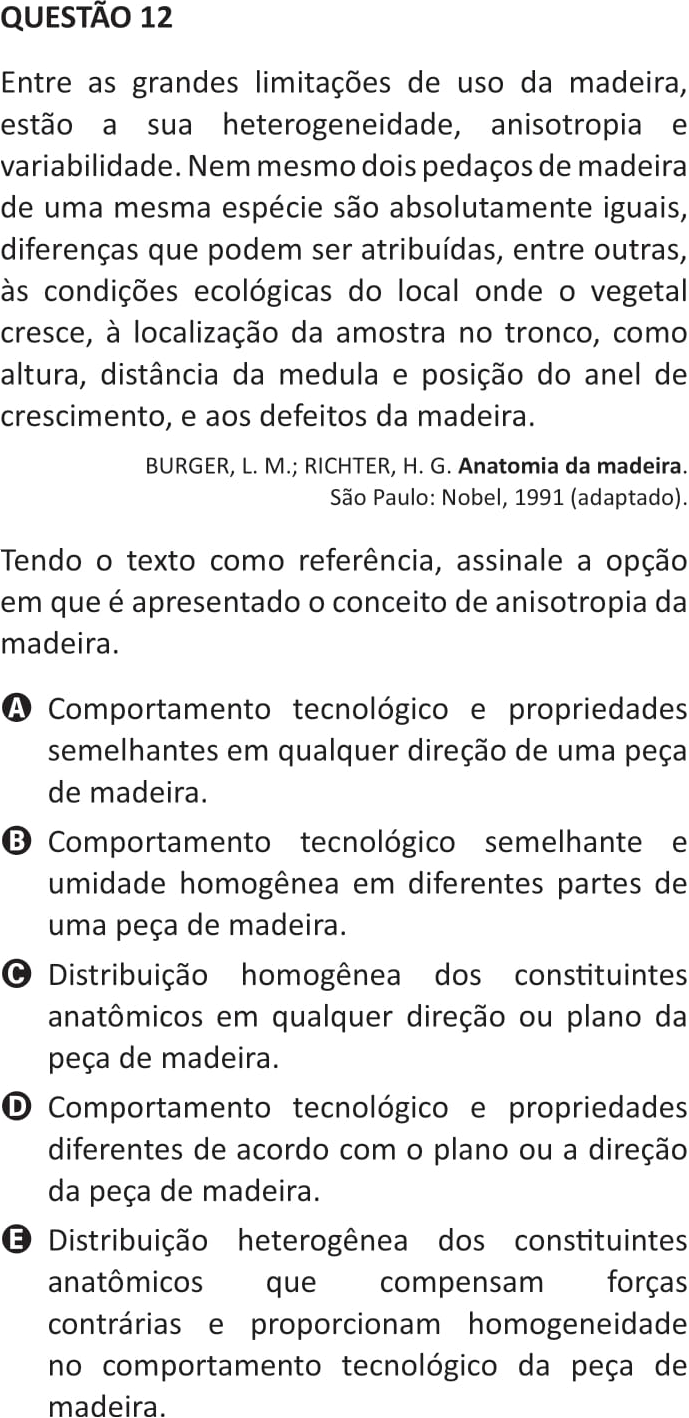 QUESTÃO 12
Entre as grandes limitações de uso da madeira,
estão a sua heterogeneidade, anisotropia e
variabilidade. Nem mesmo dois pedaços de madeira
de uma mesma espécie são absolutamente iguais,
diferenças que podem ser atribuídas, entre outras,
às condições ecológicas do local onde o vegetal
cresce, à localização da amostra no tronco, como
altura, distância da medula e posição do anel de
crescimento, e aos defeitos da madeira.
BURGER, L. M.; RICHTER, H. G. Anatomia da madeira.
São Paulo: Nobel, 1991 (adaptado).
Tendo o texto como referência, assinale a opção
em que é apresentado o conceito de anisotropia da
madeira.
A Comportamento tecnológico e propriedades
semelhantes em qualquer direção de uma peça
de madeira.
B Comportamento tecnológico semelhante e
umidade homogênea em diferentes partes de
uma peça de madeira.
C Distribuição homogênea dos constituintes
anatômicos em qualquer direção ou plano da
peça de madeira.
D Comportamento tecnológico e propriedades
diferentes de acordo com o plano ou a direção
da peça de madeira.
E Distribuição heterogênea dos constituintes
anatômicos que compensam forças
contrárias e proporcionam homogeneidade
no comportamento tecnológico da peça de
madeira.